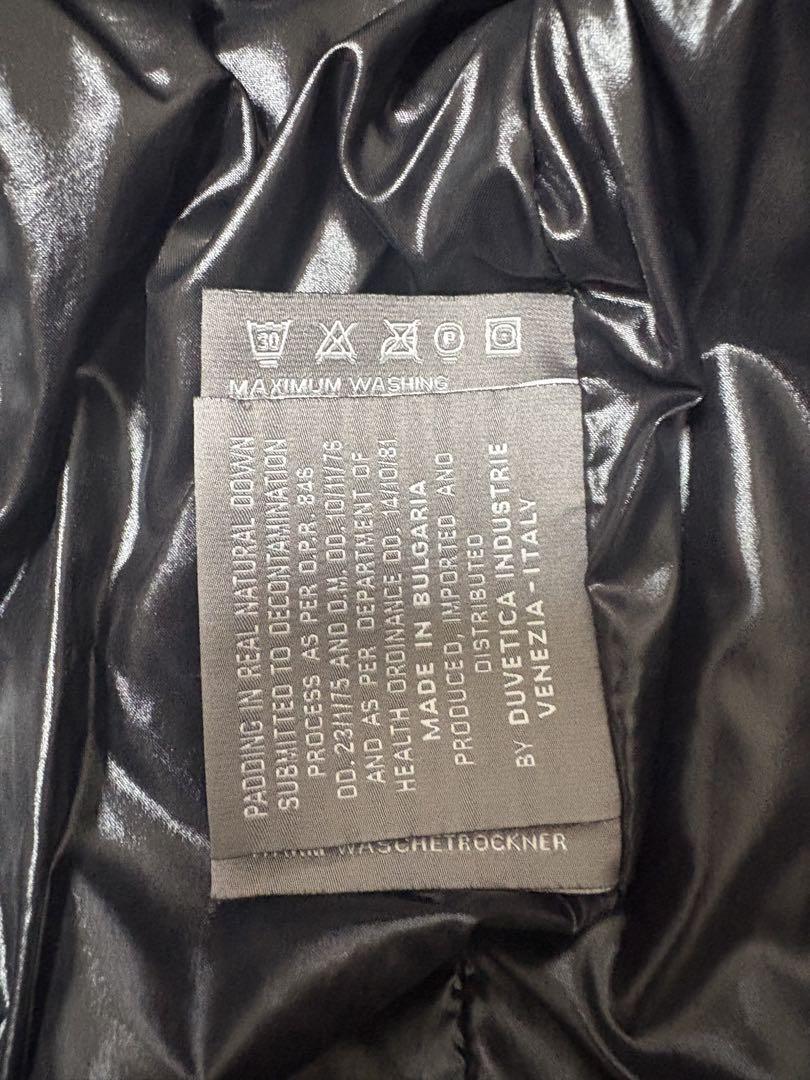 30
P
MAXIMUM WASHING
PADDING IN REAL NATURAL DOWN
SUBMITTED TO DECONTAMINATION
PROCESS AS PER D.P.R. 845
DD. 23/1/75 AND D.M. DD. 10/11/76
AND AS PER DEPARTMENT OF
HEALTH ORDINANCE DD. 14/10/81
MADE IN BULGARIA
PRODUCED, IMPORTED AND
DISTRIBUTED
BY DUVETICA INDUSTRIE
VENEZIA-ITALY
WASCHETROCKNER